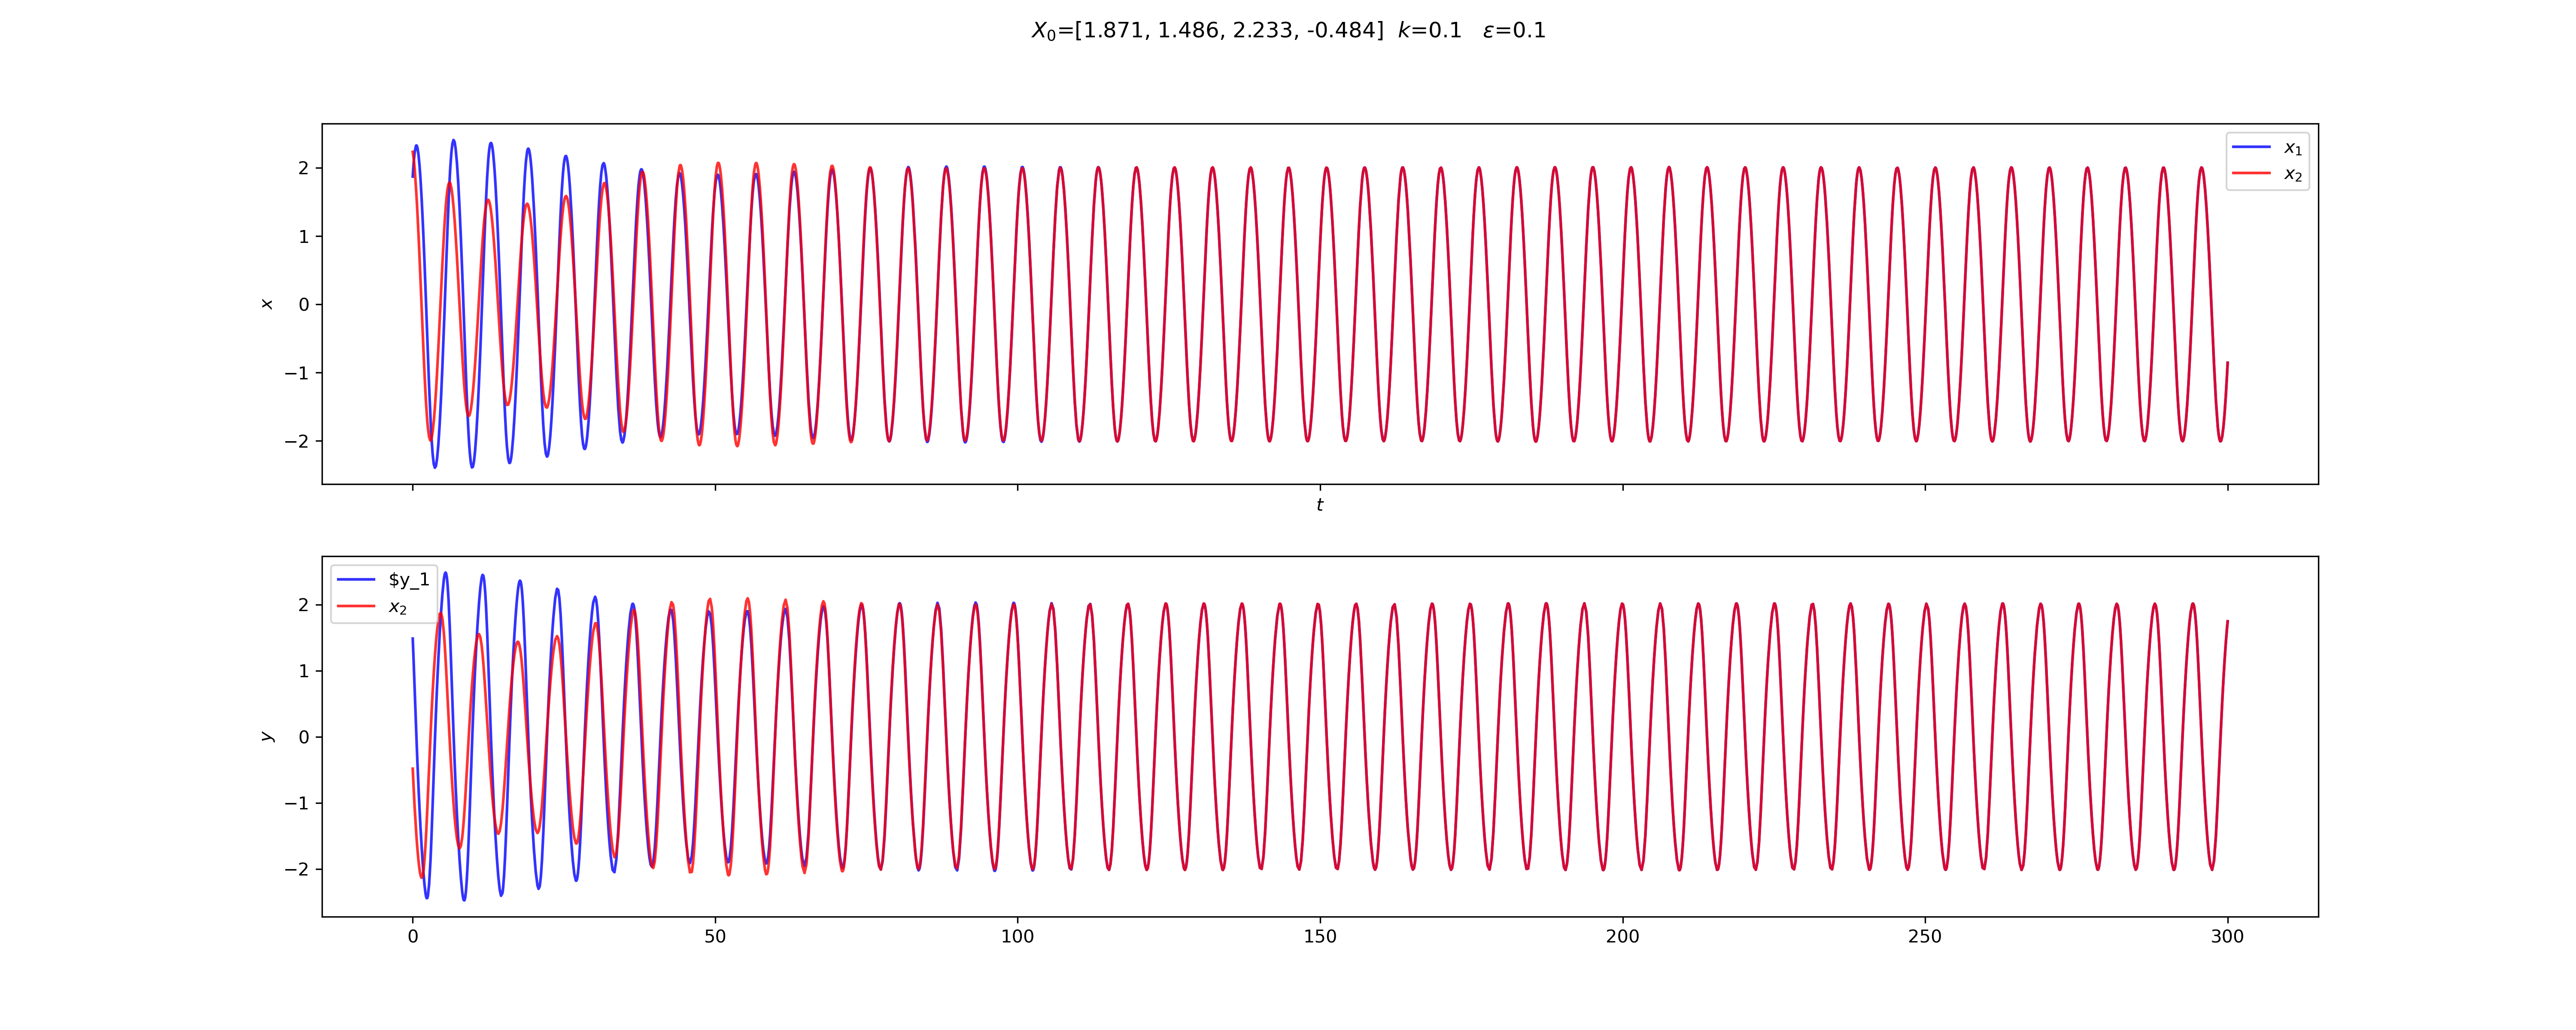 X₀=[1.871, 1.486, 2.233, -0.484]  k=0.1   ε=0.1
2
1
0
−1
−2
x
x₁
x₂
t
2
1
0
−1
−2
y
$y_1
x₂
0 50 100 150 200 250 300